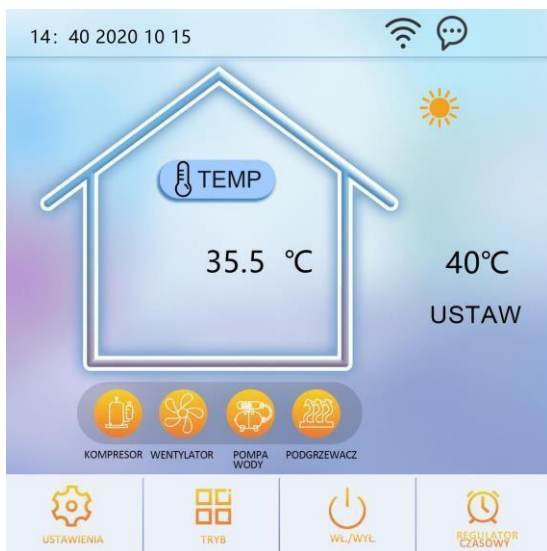 14: 40 2020 10 15
TEMP
35.5 °C
40°C
USTAW
KOMPRESOR WENTYLATOR POMPA WODY PODGRZEWACZ
USTAWIENIA
TRYB
WŁ./WYŁ.
REGULATOR
CZASOWY